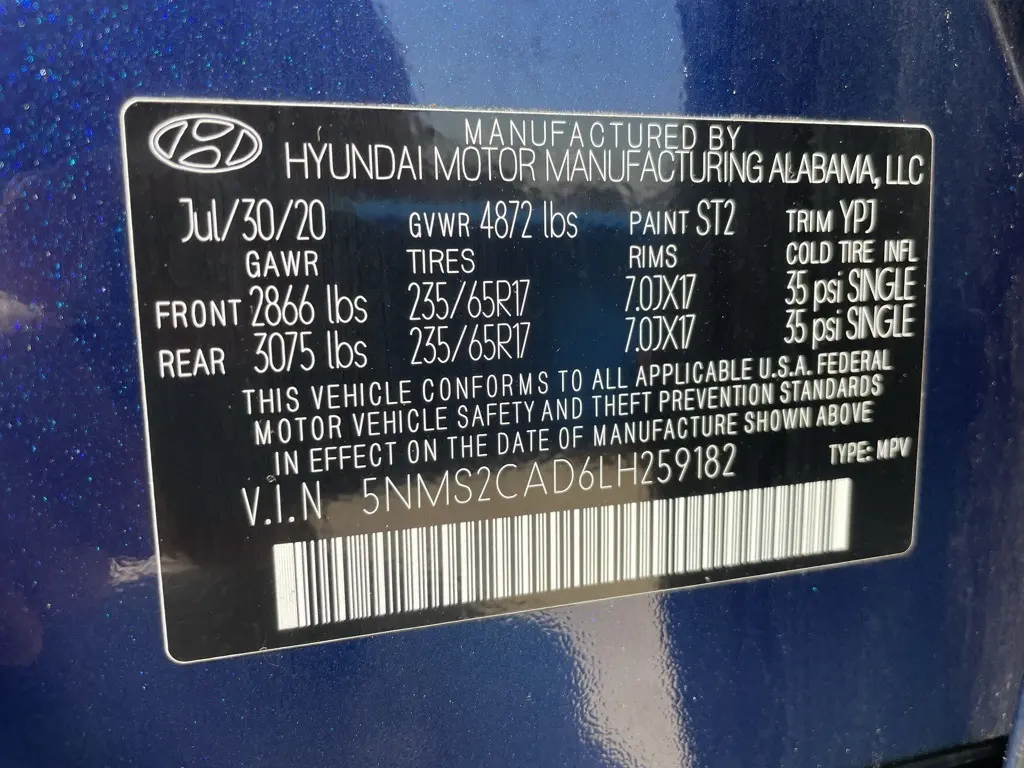 MANUFACTURED BY
HYUNDAI MOTOR MANUFACTURING ALABAMA, LLC
Jul/30/20 GVWR 4872 lbs PAINT ST2 TRIM YPJ
GAWR TIRES RIMS COLD TIRE INFL
FRONT 2866 lbs 235/65R17 7.0JX17 35 psi SINGLE
REAR 3075 lbs 235/65R17 7.0JX17 35 psi SINGLE
THIS VEHICLE CONFORMS TO ALL APPLICABLE U.S.A. FEDERAL
MOTOR VEHICLE SAFETY AND THEFT PREVENTION STANDARDS
IN EFFECT ON THE DATE OF MANUFACTURE SHOWN ABOVE
V.I.N 5NMS2CAD6LH259182 TYPE: MPV